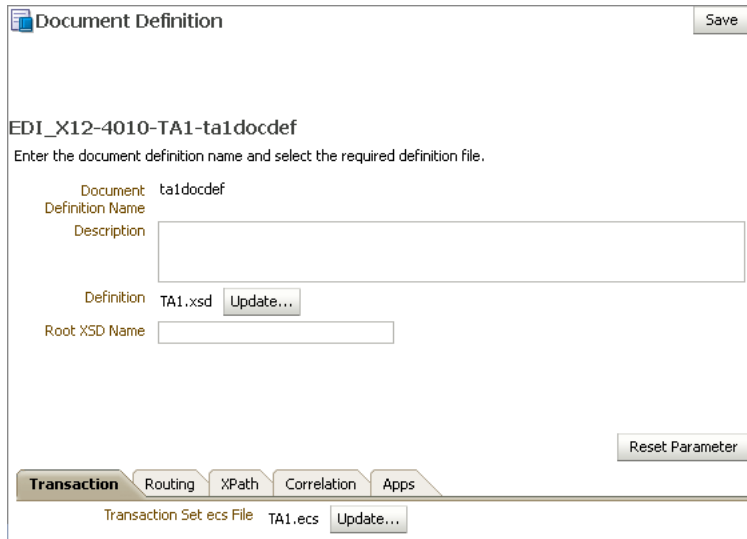 Document Definition
Save
EDI_X12-4010-TA1-ta1docdef
Enter the document definition name and select the required definition file.
Document Definition Name ta1docdef
Description
Definition TA1.xsd Update...
Root XSD Name
Reset Parameter
Transaction Routing XPath Correlation Apps
Transaction Set ecs File TA1.ecs Update...